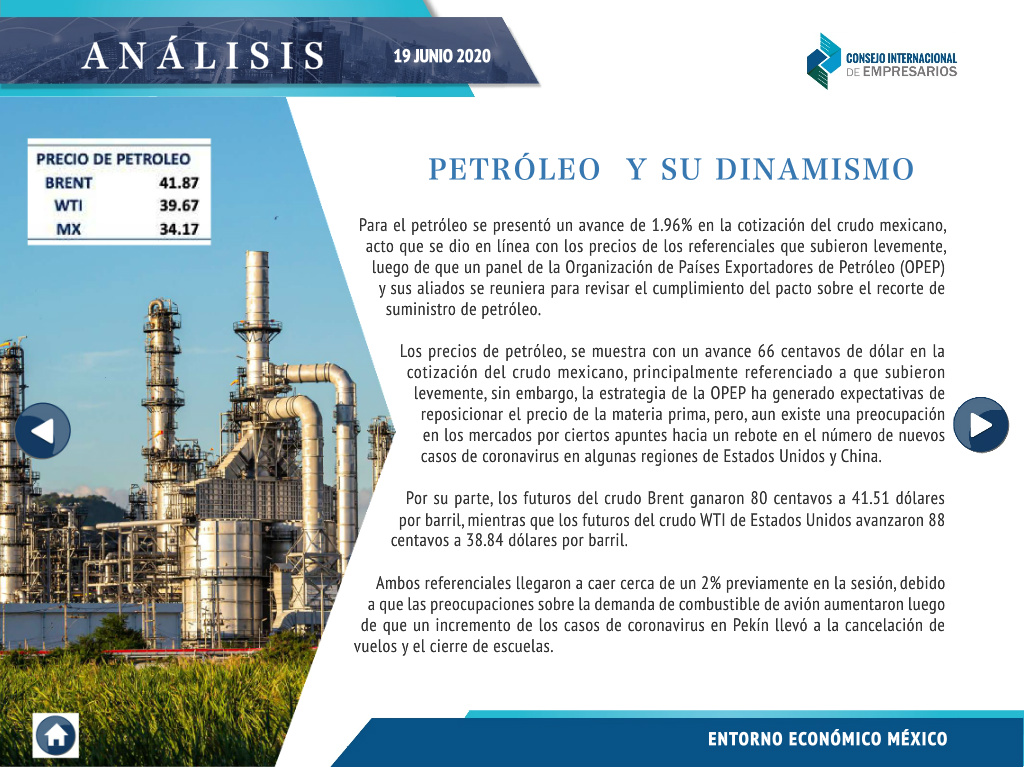 ANÁLISIS
19 JUNIO 2020
CONSEJO INTERNACIONAL
DE EMPRESARIOS
PRECIO DE PETROLEO
BRENT 41.87
WTI 39.67
MX 34.17
PETRÓLEO Y SU DINAMISMO
Para el petróleo se presentó un avance de 1.96% en la cotización del crudo mexicano,
acto que se dio en línea con los precios de los referenciales que subieron levemente,
luego de que un panel de la Organización de Países Exportadores de Petróleo (OPEP)
y sus aliados se reuniera para revisar el cumplimiento del pacto sobre el recorte de
suministro de petróleo.
Los precios de petróleo, se muestra con un avance 66 centavos de dólar en la
cotización del crudo mexicano, principalmente referenciado a que subieron
levemente, sin embargo, la estrategia de la OPEP ha generado expectativas de
reposicionar el precio de la materia prima, pero, aun existe una preocupación
en los mercados por ciertos apuntes hacia un rebote en el número de nuevos
casos de coronavirus en algunas regiones de Estados Unidos y China.
Por su parte, los futuros del crudo Brent ganaron 80 centavos a 41.51 dólares
por barril, mientras que los futuros del crudo WTI de Estados Unidos avanzaron 88
centavos a 38.84 dólares por barril.
Ambos referenciales llegaron a caer cerca de un 2% previamente en la sesión, debido
a que las preocupaciones sobre la demanda de combustible de avión aumentaron luego
de que un incremento de los casos de coronavirus en Pekín llevó a la cancelación de
vuelos y el cierre de escuelas.
ENTORNO ECONÓMICO MÉXICO